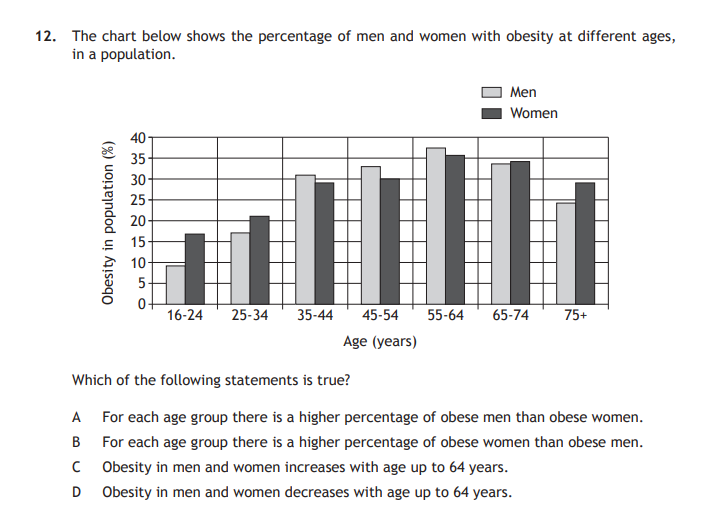 12. The chart below shows the percentage of men and women with obesity at different ages,
in a population.
Men
Women
Obesity in population (%)
40
35
30
25
20
15
10
5
0
16-24 25-34 35-44 45-54 55-64 65-74 75+
Age (years)
Which of the following statements is true?
A For each age group there is a higher percentage of obese men than obese women.
B For each age group there is a higher percentage of obese women than obese men.
C Obesity in men and women increases with age up to 64 years.
D Obesity in men and women decreases with age up to 64 years.